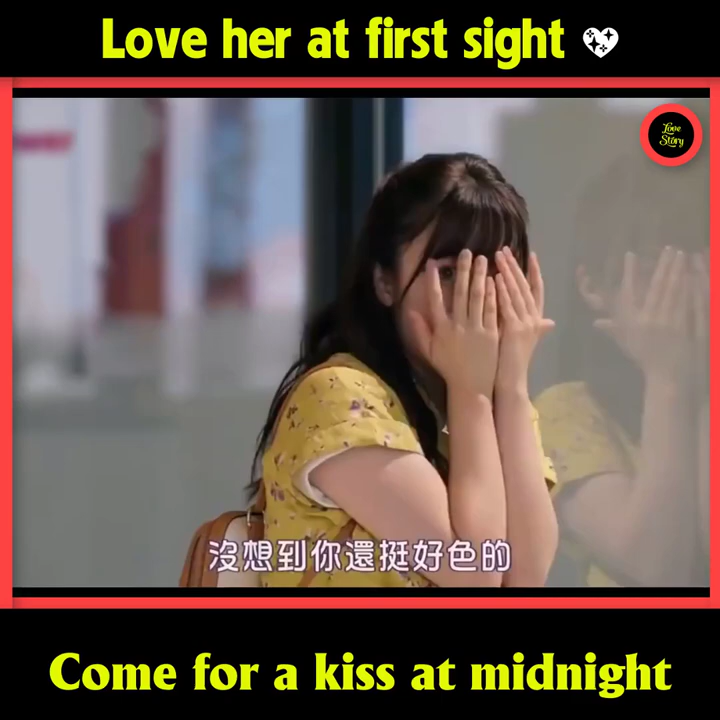 Love her at first sight 💖
Love
Story
沒想到你還挺好色的
Come for a kiss at midnight